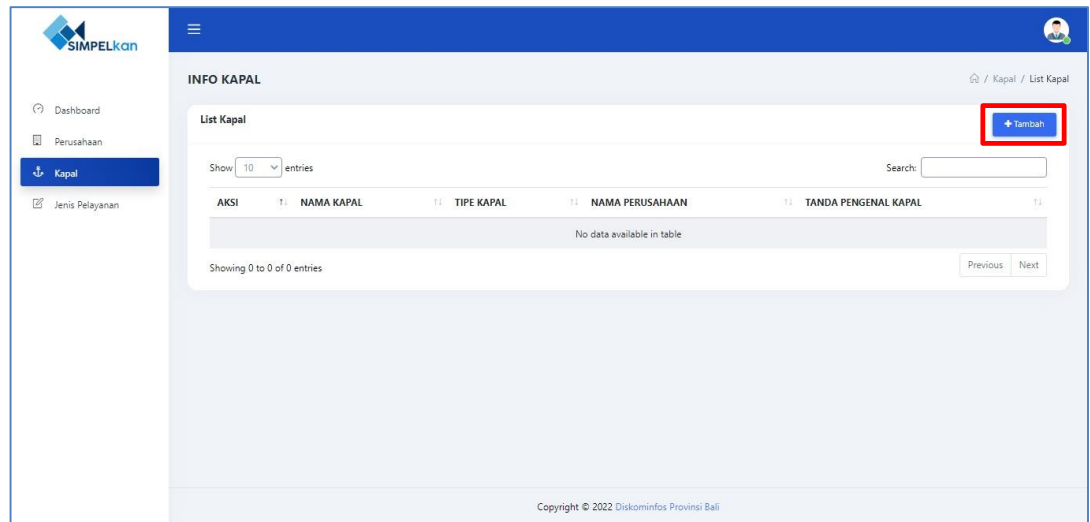 SIMPELkan
INFO KAPAL
/ Kapal / List Kapal
Dashboard
Perusahaan
Kapal
Jenis Pelayanan
List Kapal
+Tambah
Show 10 entries
Search:
AKSI NAMA KAPAL TIPE KAPAL NAMA PERUSAHAAN TANDA PENGENAL KAPAL
No data available in table
Showing 0 to 0 of 0 entries
Previous Next
Copyright © 2022 Diskominfos Provinsi Bali